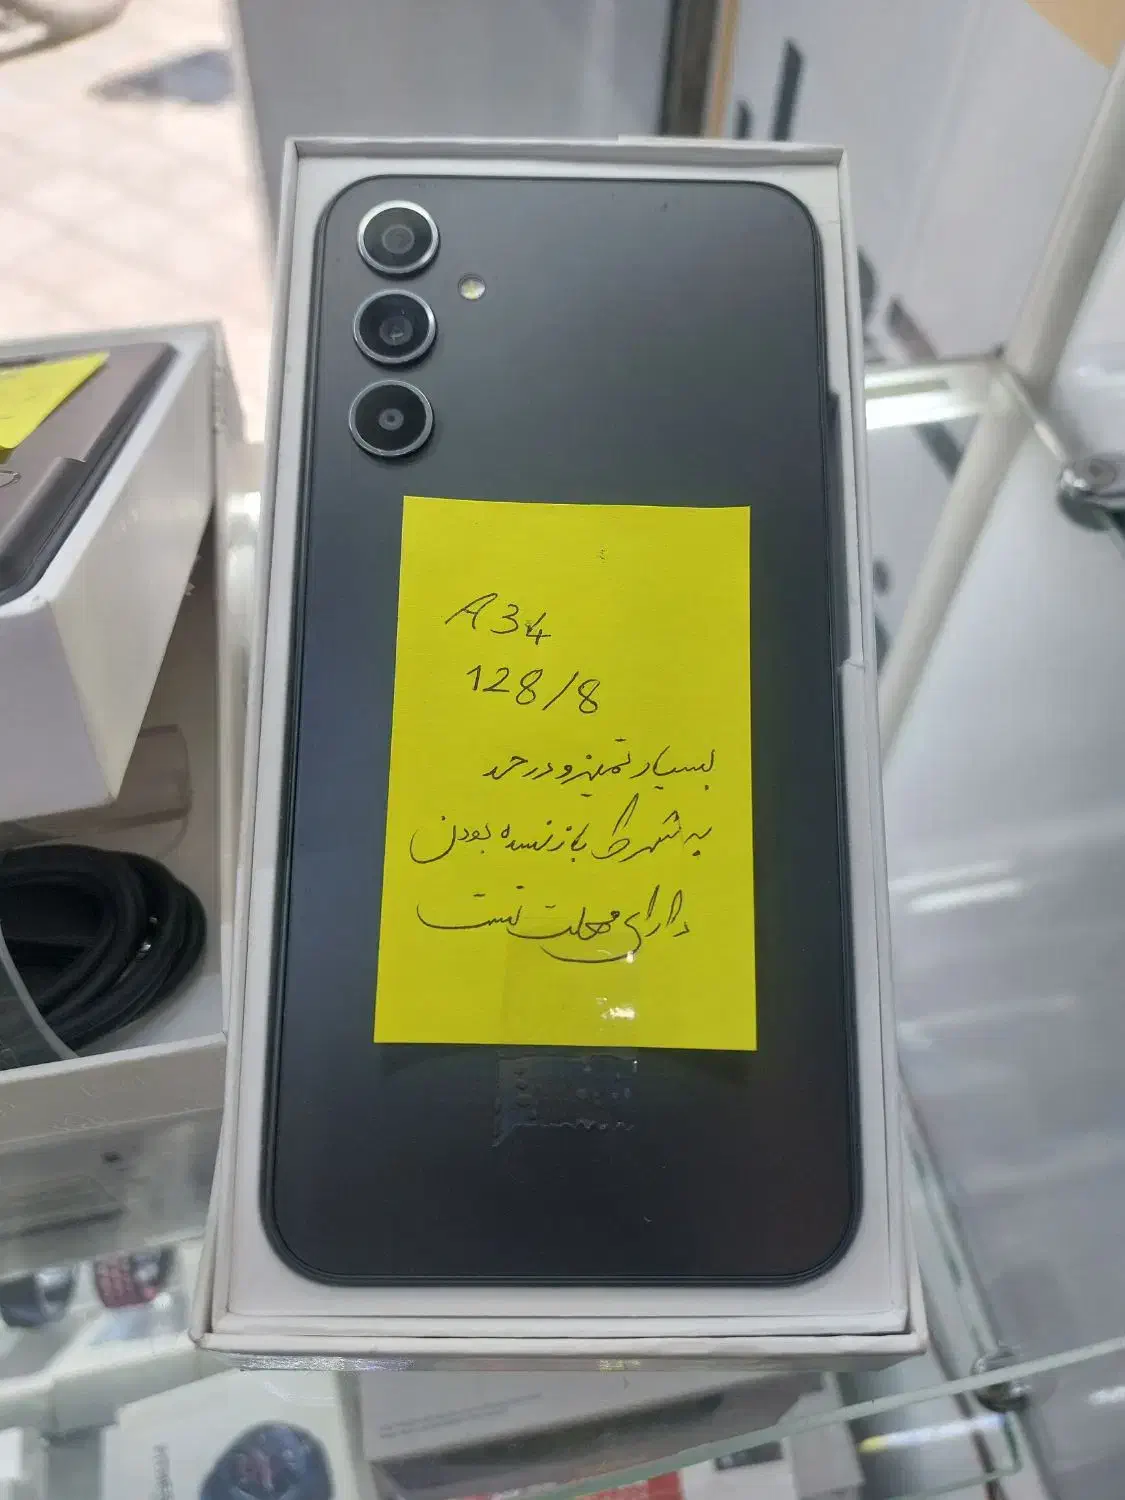 A34
128/8
بسیار تمیز و در حد
به شرط باز نشده بودن
دارای مهلت تست